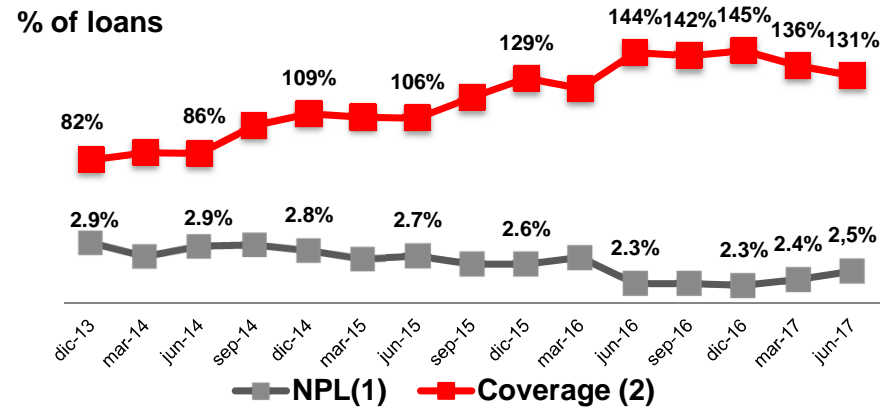 % of loans
144% 142% 145% 136% 131%
129%
109% 106%
82% 86%
2.9% 2.9% 2.8% 2.7% 2.6% 2.3% 2.3% 2.4% 2,5%
dic-13 mar-14 jun-14 sep-14 dic-14 mar-15 jun-15 sep-15 dic-15 mar-16 jun-16 sep-16 dic-16 mar-17 jun-17
NPL(1) Coverage (2)